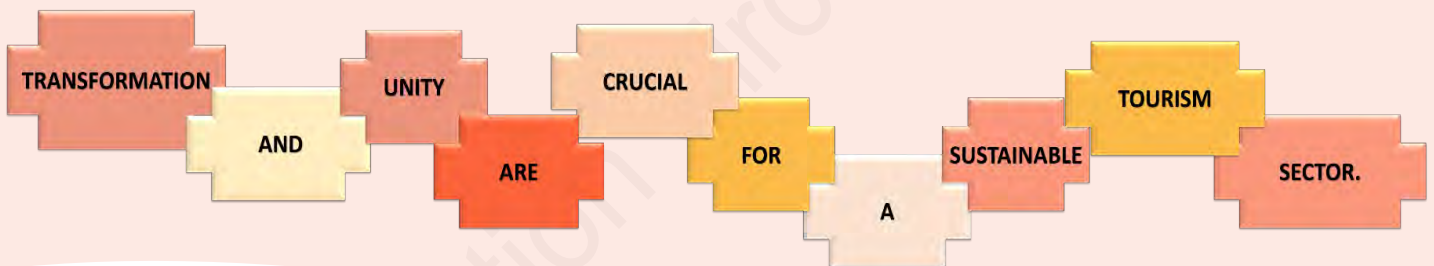 TRANSFORMATION AND UNITY ARE CRUCIAL FOR A SUSTAINABLE TOURISM SECTOR.